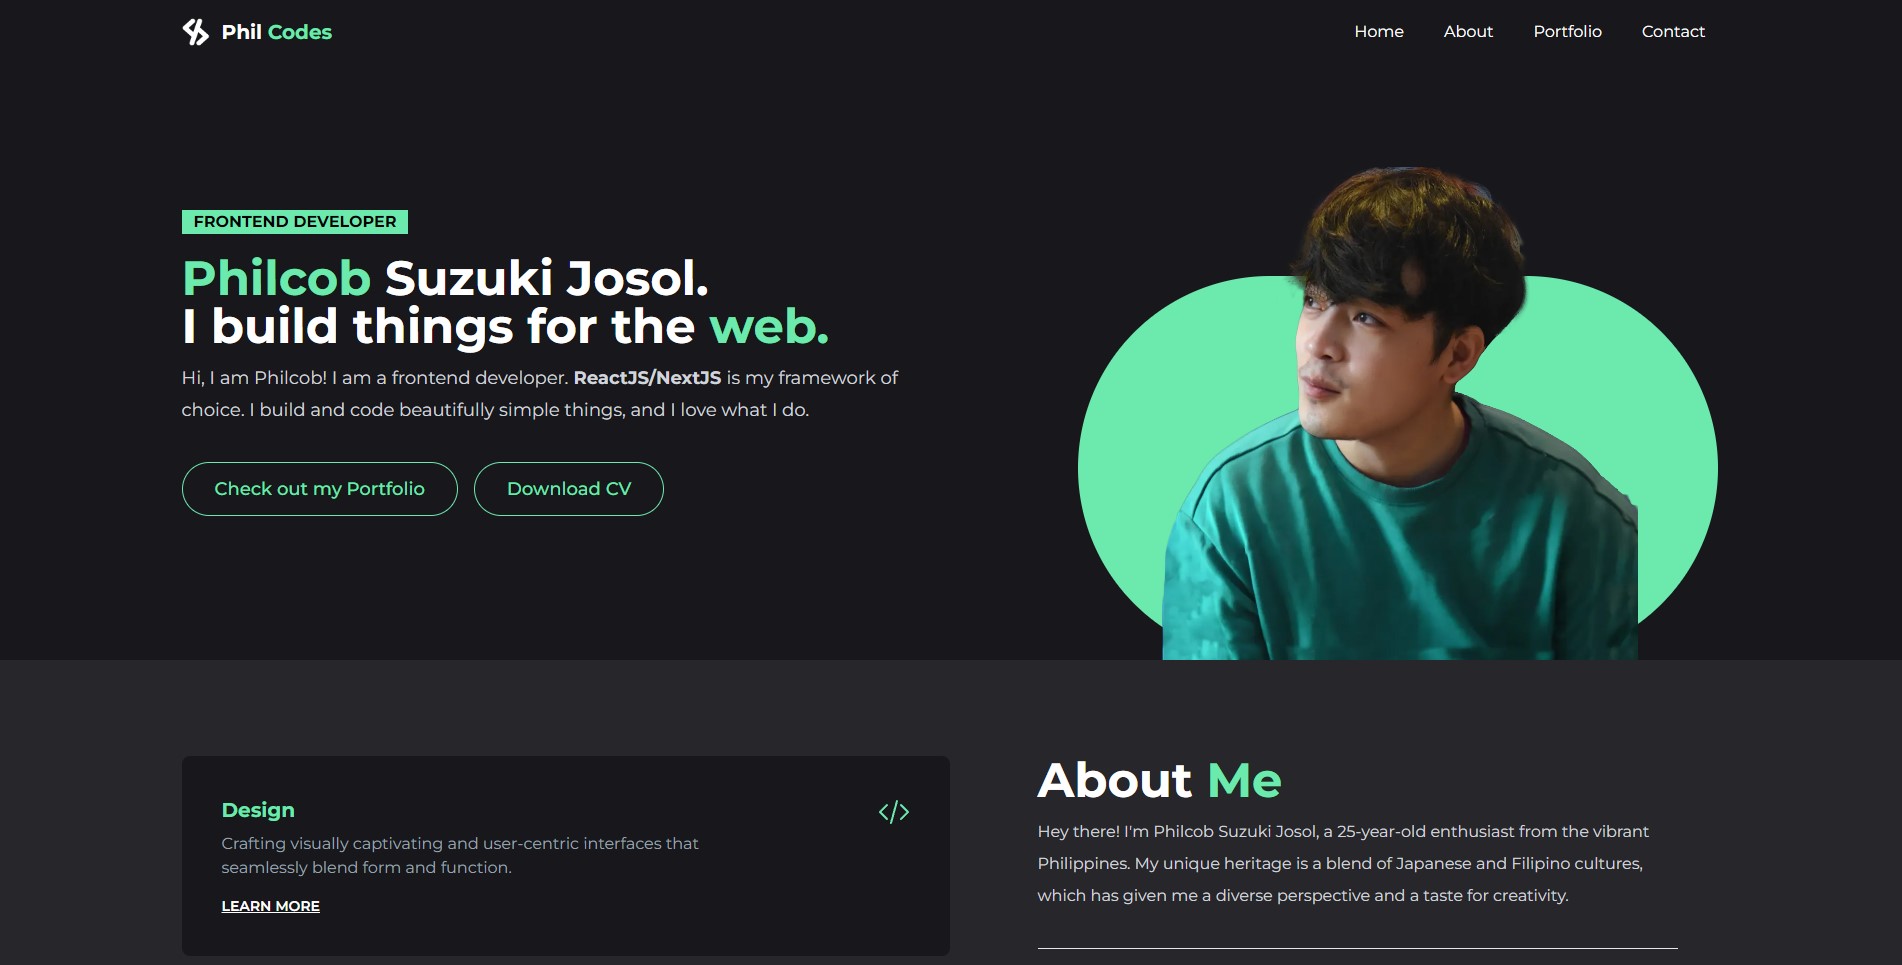 Phil Codes
Home
About
Portfolio
Contact
FRONTEND DEVELOPER
Philcob Suzuki Josol.
I build things for the web.
Hi, I am Philcob! I am a frontend developer. ReactJS/NextJS is my framework of
choice. I build and code beautifully simple things, and I love what I do.
Check out my Portfolio
Download CV
Design
</>
Crafting visually captivating and user-centric interfaces that
seamlessly blend form and function.
LEARN MORE
About Me
Hey there! I'm Philcob Suzuki Josol, a 25-year-old enthusiast from the vibrant
Philippines. My unique heritage is a blend of Japanese and Filipino cultures,
which has given me a diverse perspective and a taste for creativity.